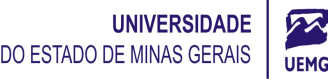 UNIVERSIDADE
DO ESTADO DE MINAS GERAIS
UEMG